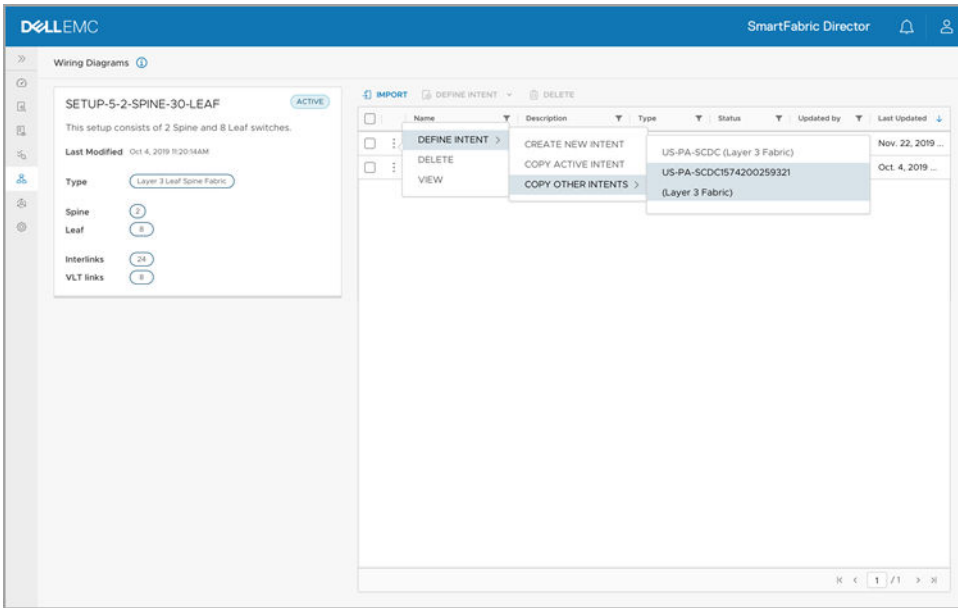 DELLEMC
SmartFabric Director
Wiring Diagrams
SETUP-5-2-SPINE-30-LEAF
ACTIVE
This setup consists of 2 Spine and 8 Leaf switches.
Last Modified Oct 4, 2019 11:20:14AM
Type Layer 3 Leaf Spine Fabric
Spine 2
Leaf 8
Interlinks 24
VLT links 8
IMPORT DEFINE INTENT DELETE
Name Description Type Status Updated by Last Updated
DEFINE INTENT
DELETE
VIEW
CREATE NEW INTENT
COPY ACTIVE INTENT
COPY OTHER INTENTS
US-PA-SCDC (Layer 3 Fabric)
US-PA-SCDC1574200259321
(Layer 3 Fabric)
Nov. 22, 2019 ...
Oct. 4, 2019 ...
1 /1